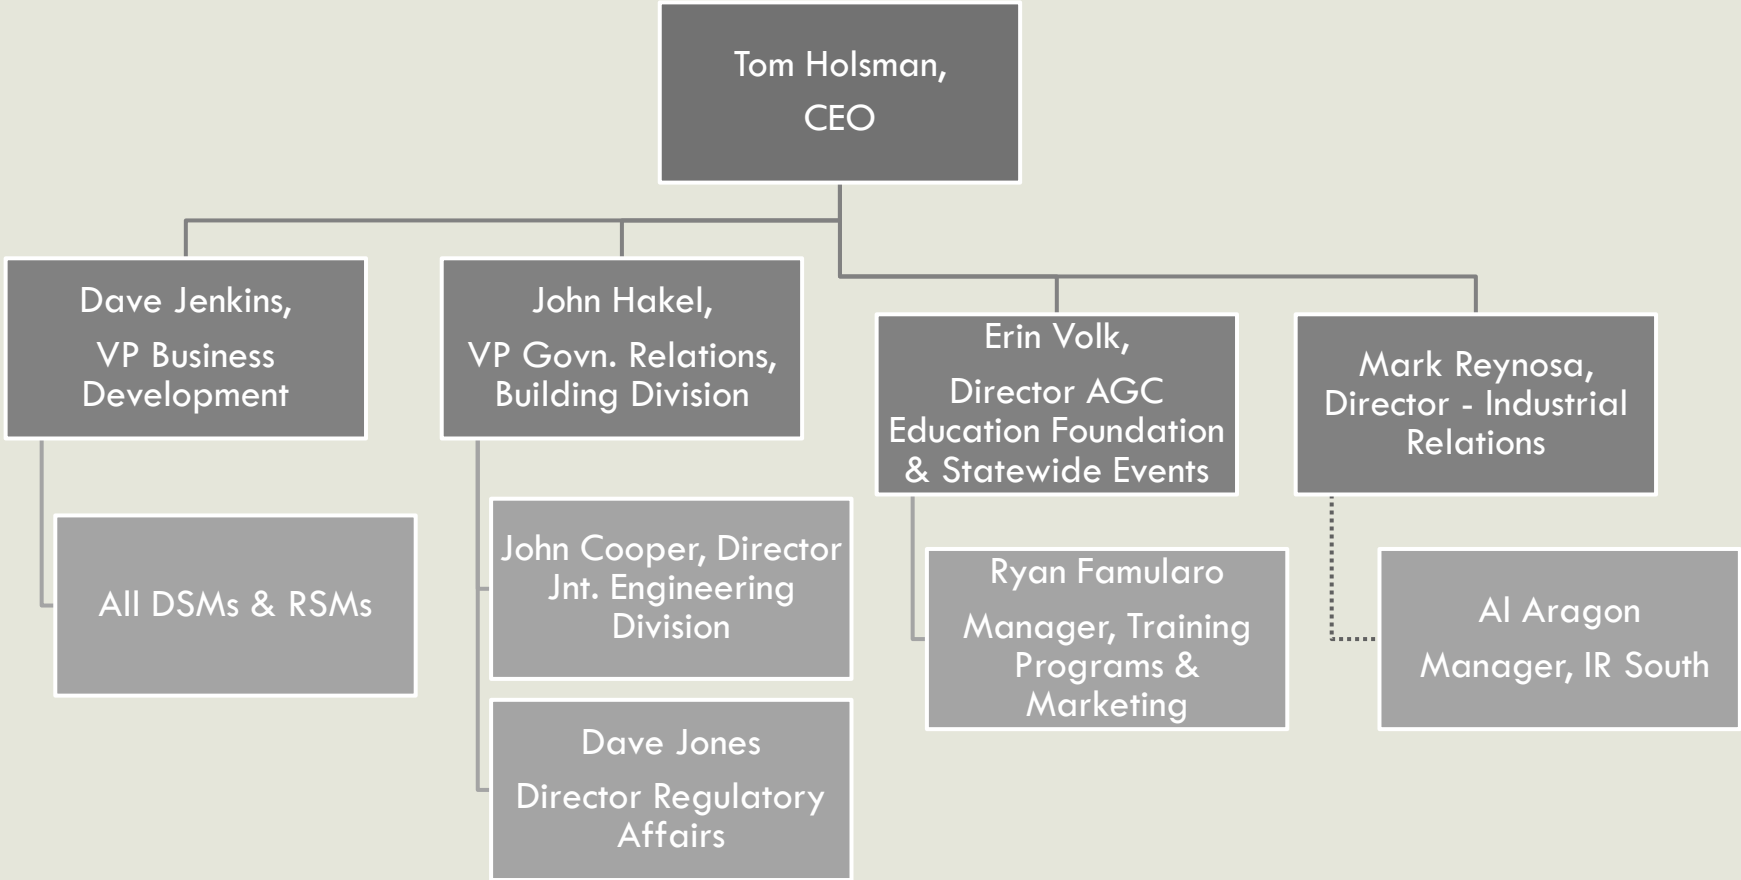 Tom Holsman,
CEO
Dave Jenkins,
VP Business
Development
John Hakel,
VP Govn. Relations,
Building Division
Erin Volk,
Director AGC
Education Foundation
& Statewide Events
Mark Reynosa,
Director - Industrial
Relations
All DSMs & RSMs
John Cooper, Director
Jnt. Engineering
Division
Dave Jones
Director Regulatory
Affairs
Ryan Famularo
Manager, Training
Programs &
Marketing
Al Aragon
Manager, IR South